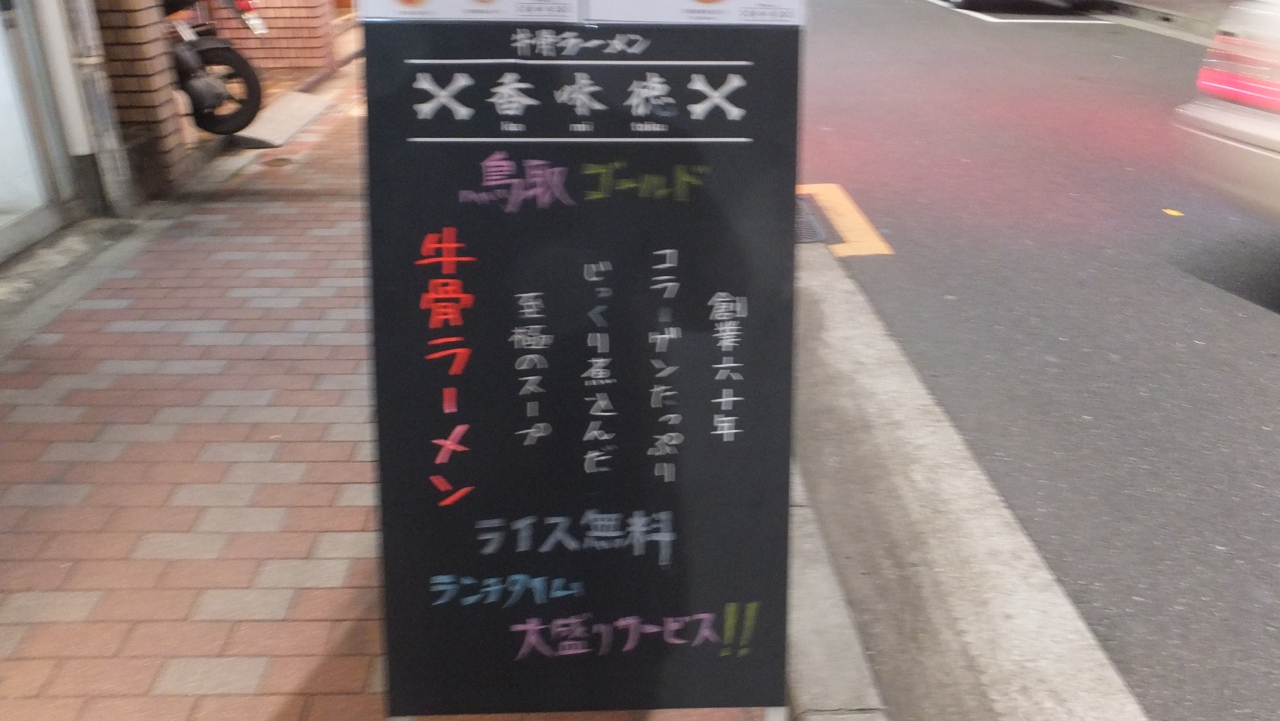 牛骨ラーメン
香味徳
鳥取ゴールド
創業六十年
コラーゲンたっぷり
じっくり煮込んだ
至極のスープ
牛骨ラーメン
ライス無料
ランチタイム
大盛りサービス!!